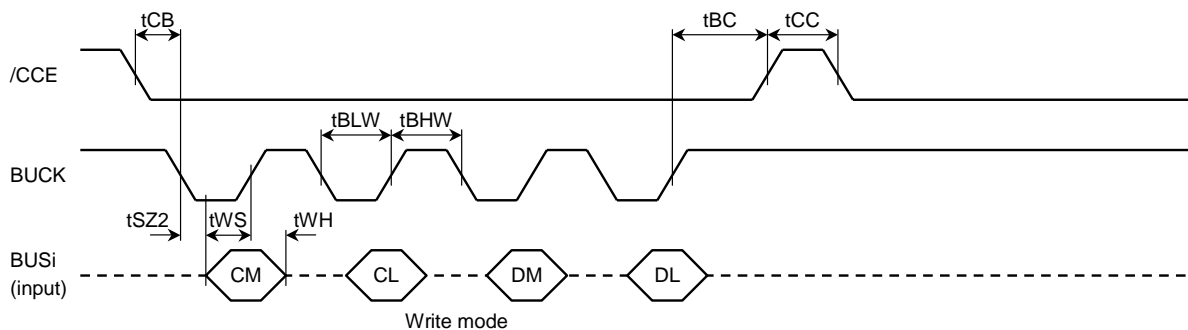 tCB tBC tCC
/CCE
tBLW tBHW
BUCK
tSZ2 tWS tWH
BUSi
(input)
CM CL DM DL
Write mode